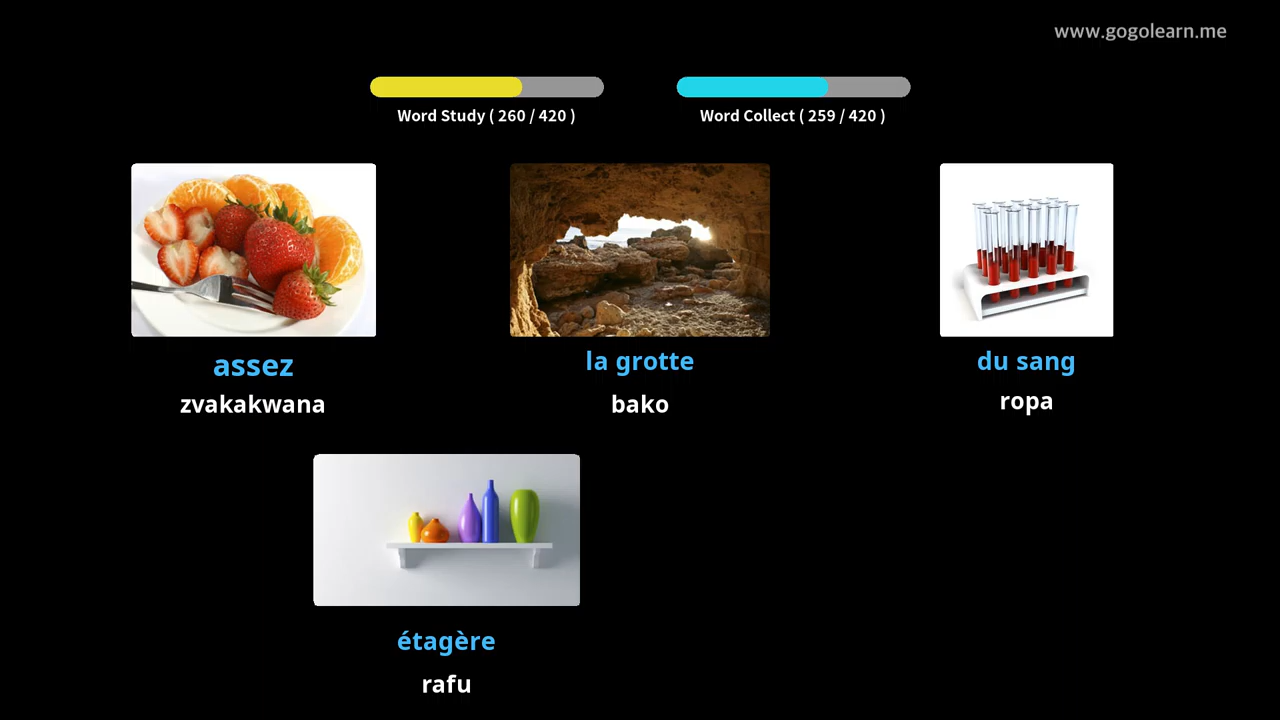 www.gogolearn.me
Word Study ( 260 / 420 )
Word Collect ( 259 / 420 )
assez
zvakakwana
la grotte
bako
du sang
ropa
étagère
rafu